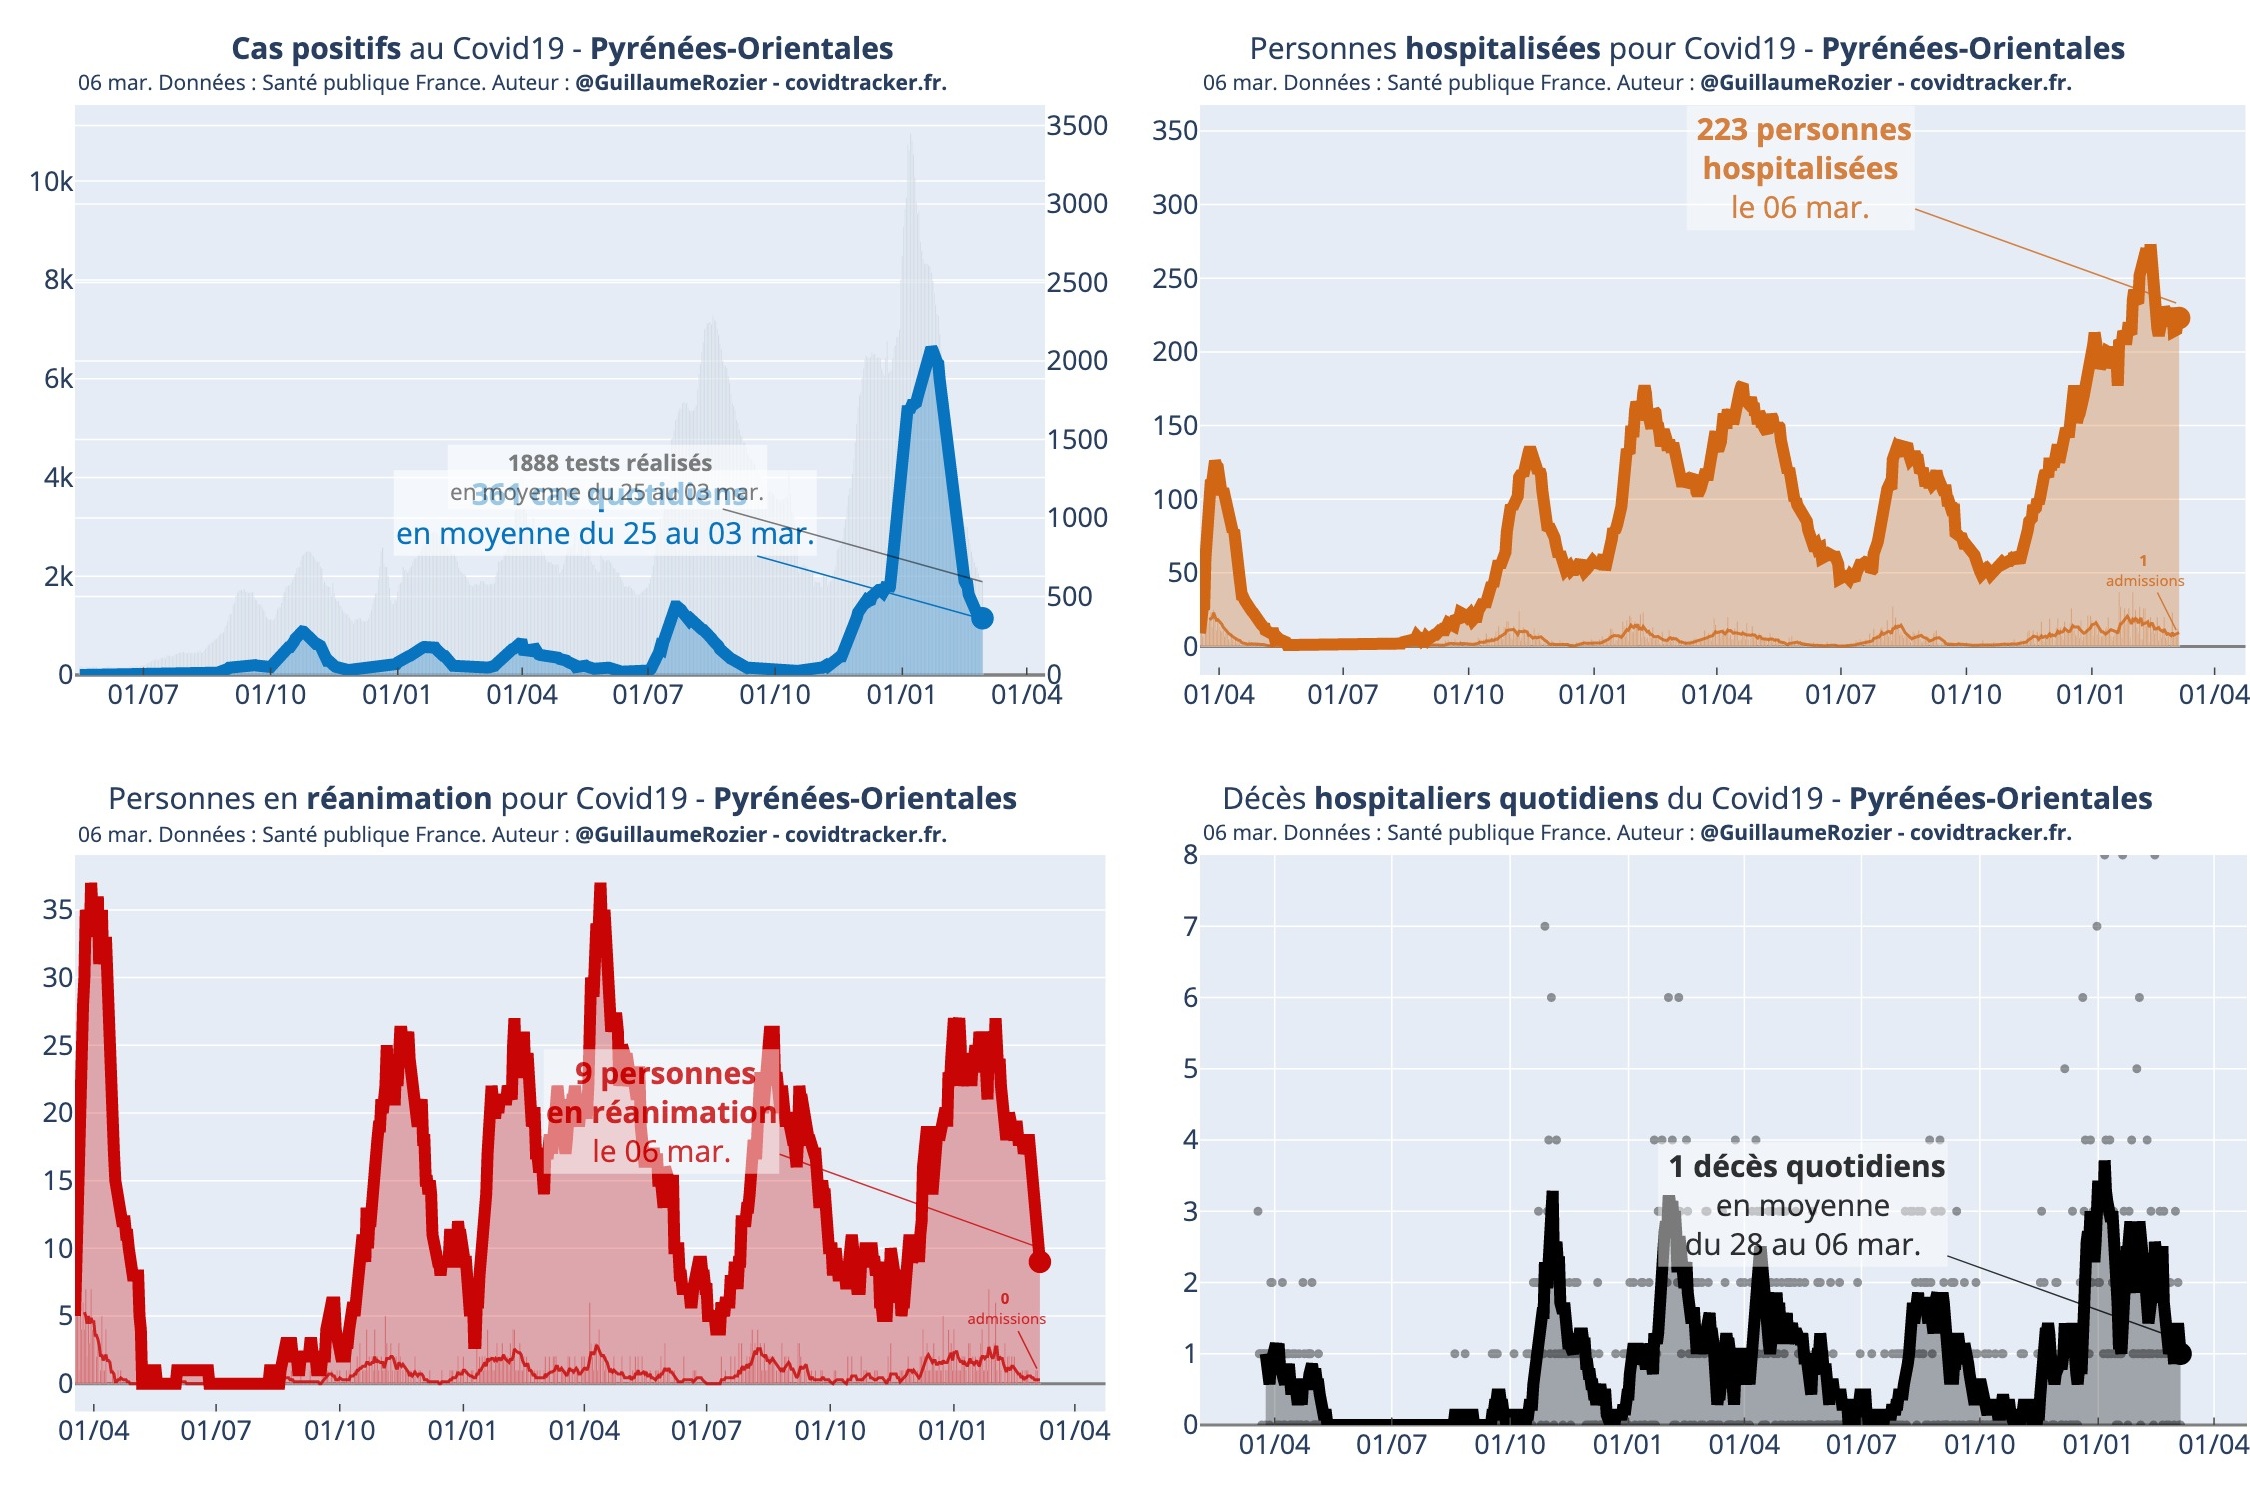 Cas positifs au Covid19 - Pyrénées-Orientales
06 mar. Données : Santé publique France. Auteur : @GuillaumeRozier - covidtracker.fr.
10k
8k
6k
4k
2k
0
3500
3000
2500
2000
1500
1000
500
0
1888 tests réalisés
en moyenne du 25 au 03 mar.
361 cas quotidiens
en moyenne du 25 au 03 mar.
01/07 01/10 01/01 01/04 01/07 01/10 01/01 01/04
Personnes hospitalisées pour Covid19 - Pyrénées-Orientales
06 mar. Données : Santé publique France. Auteur : @GuillaumeRozier - covidtracker.fr.
350
300
250
200
150
100
50
0
223 personnes
hospitalisées
le 06 mar.
1
admissions
01/04 01/07 01/10 01/01 01/04 01/07 01/10 01/01 01/04
Personnes en réanimation pour Covid19 - Pyrénées-Orientales
06 mar. Données : Santé publique France. Auteur : @GuillaumeRozier - covidtracker.fr.
35
30
25
20
15
10
5
0
9 personnes
en réanimation
le 06 mar.
0
admissions
01/04 01/07 01/10 01/01 01/04 01/07 01/10 01/01 01/04
Décès hospitaliers quotidiens du Covid19 - Pyrénées-Orientales
06 mar. Données : Santé publique France. Auteur : @GuillaumeRozier - covidtracker.fr.
8
7
6
5
4
3
2
1
0
1 décès quotidiens
en moyenne
du 28 au 06 mar.
01/04 01/07 01/10 01/01 01/04 01/07 01/10 01/01 01/04